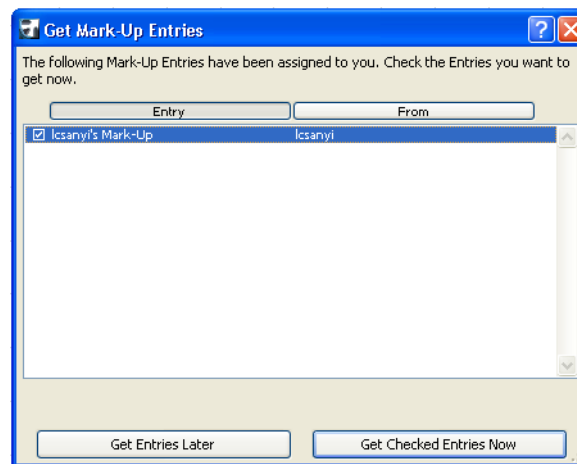 Get Mark-Up Entries
The following Mark-Up Entries have been assigned to you. Check the Entries you want to
get now.
Entry From
lcsanyi's Mark-Up lcsanyi
Get Entries Later Get Checked Entries Now